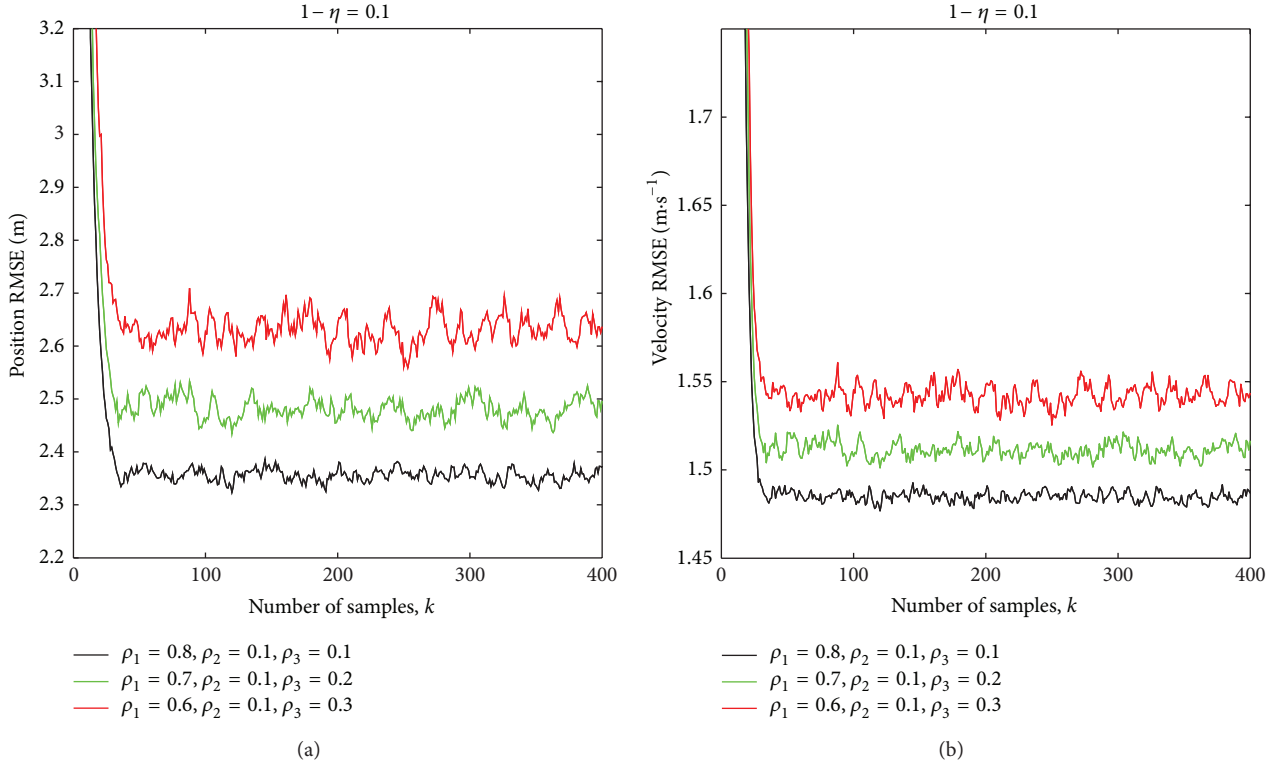 1 − η = 0.1
3.2
3.1
3
2.9
2.8
2.7
2.6
2.5
2.4
2.3
2.2
Position RMSE (m)
0 100 200 300 400
Number of samples, k
ρ₁ = 0.8, ρ₂ = 0.1, ρ₃ = 0.1
ρ₁ = 0.7, ρ₂ = 0.1, ρ₃ = 0.2
ρ₁ = 0.6, ρ₂ = 0.1, ρ₃ = 0.3
(a)
1 − η = 0.1
1.7
1.65
1.6
1.55
1.5
1.45
Velocity RMSE (m·s⁻¹)
0 100 200 300 400
Number of samples, k
ρ₁ = 0.8, ρ₂ = 0.1, ρ₃ = 0.1
ρ₁ = 0.7, ρ₂ = 0.1, ρ₃ = 0.2
ρ₁ = 0.6, ρ₂ = 0.1, ρ₃ = 0.3
(b)